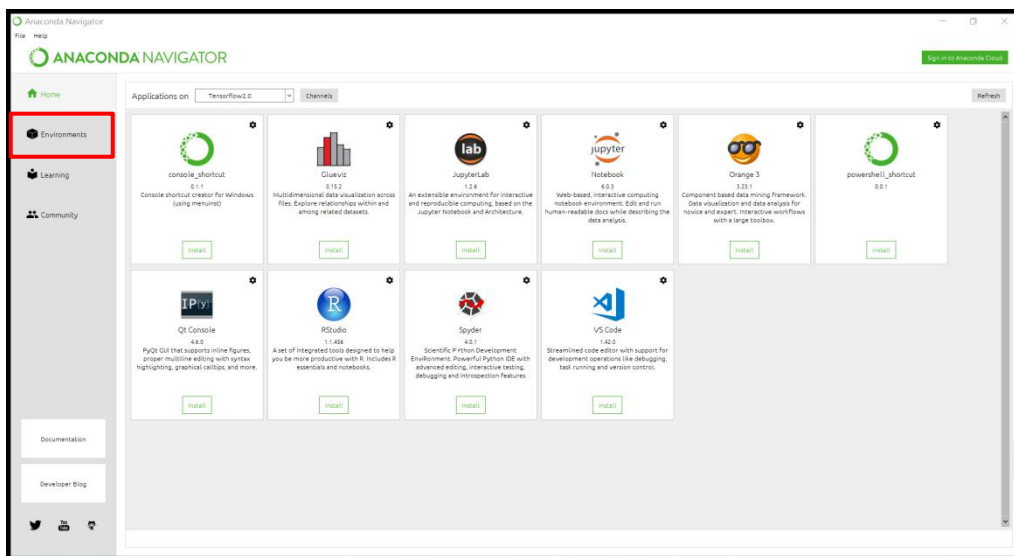 Anaconda Navigator
File Help
ANACONDA NAVIGATOR
Sign in to Anaconda Cloud
Home
Environments
Learning
Community
Documentation
Developer Blog
You
Tube
Applications on Tensorflow2.0 Channels
Refresh
console_shortcut
0.1.1
Console shortcut creator for Windows
(using menuinst)
Install
Glueviz
0.15.2
Multidimensional data visualization across
files. Explore relationships within and
among related datasets.
Install
lab
JupyterLab
1.2.6
An extensible environment for interactive
and reproducible computing, based on the
Jupyter Notebook and Architecture.
Install
jupyter
Notebook
6.0.3
Web-based, interactive computing
notebook environment. Edit and run
human-readable docs while describing the
data analysis.
Install
Orange 3
3.23.1
Component based data mining framework.
Data visualization and data analysis for
novice and expert. Interactive workflows
with a large toolbox.
Install
powershell_shortcut
0.0.1
Install
IP[y]:
Qt Console
4.6.0
PyQt GUI that supports inline figures,
proper multiline editing with syntax
highlighting, graphical calltips, and more.
Install
R
RStudio
1.1.456
A set of integrated tools designed to help
you be more productive with R. Includes R
essentials and notebooks.
Install
Spyder
4.0.1
Scientific PYthon Development
EnviRonment. Powerful Python IDE with
advanced editing, interactive testing,
debugging and introspection features
Install
VS Code
1.42.0
Streamlined code editor with support for
development operations like debugging,
task running and version control.
Install